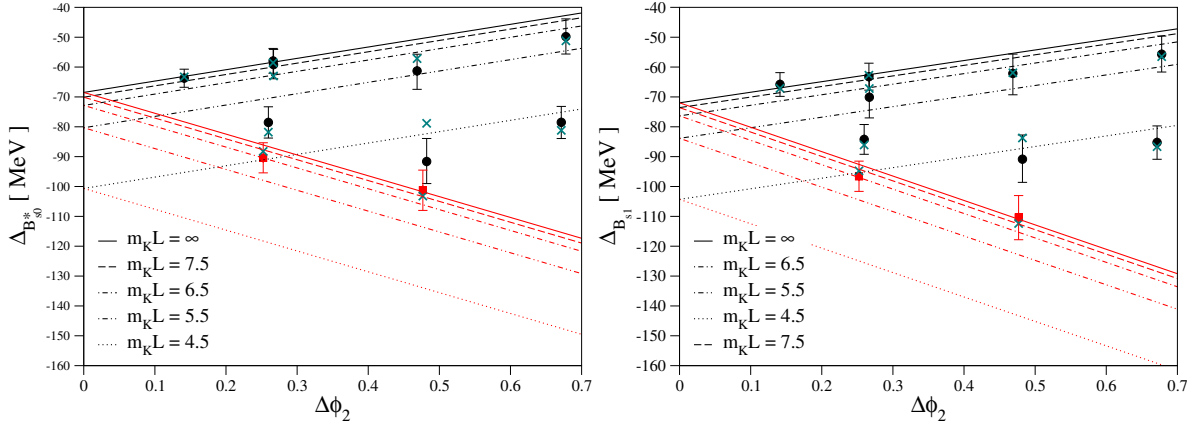 -40
-50
-60
-70
-80
-90
-100
-110
-120
-130
-140
-150
-160
Δ_{B*_{s0}} [ MeV ]
m_K L = ∞
m_K L = 7.5
m_K L = 6.5
m_K L = 5.5
m_K L = 4.5
0 0.1 0.2 0.3 0.4 0.5 0.6 0.7
Δϕ_2
-40
-50
-60
-70
-80
-90
-100
-110
-120
-130
-140
-150
-160
Δ_{B_{s1}} [ MeV ]
m_K L = ∞
m_K L = 6.5
m_K L = 5.5
m_K L = 4.5
m_K L = 7.5
0 0.1 0.2 0.3 0.4 0.5 0.6 0.7
Δϕ_2